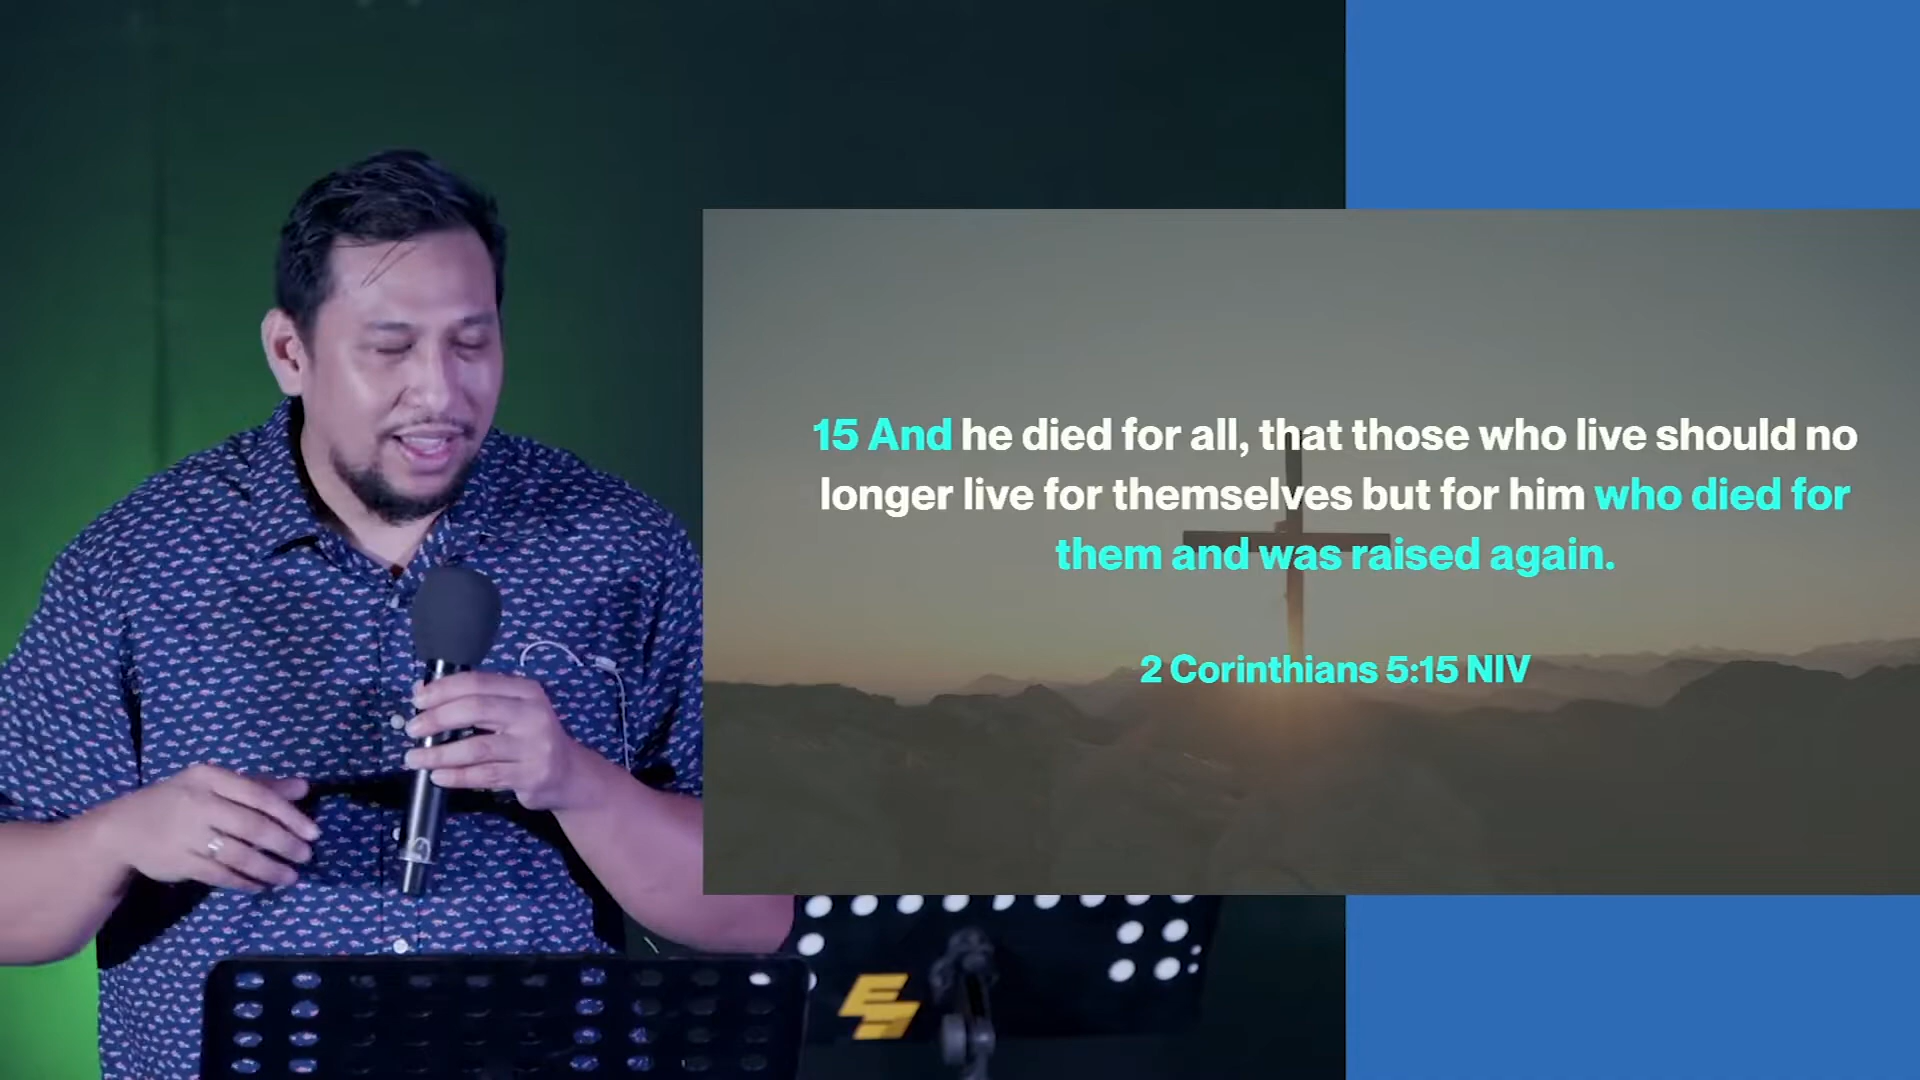 15 And he died for all, that those who live should no
longer live for themselves but for him who died for
them and was raised again.
2 Corinthians 5:15 NIV
ES